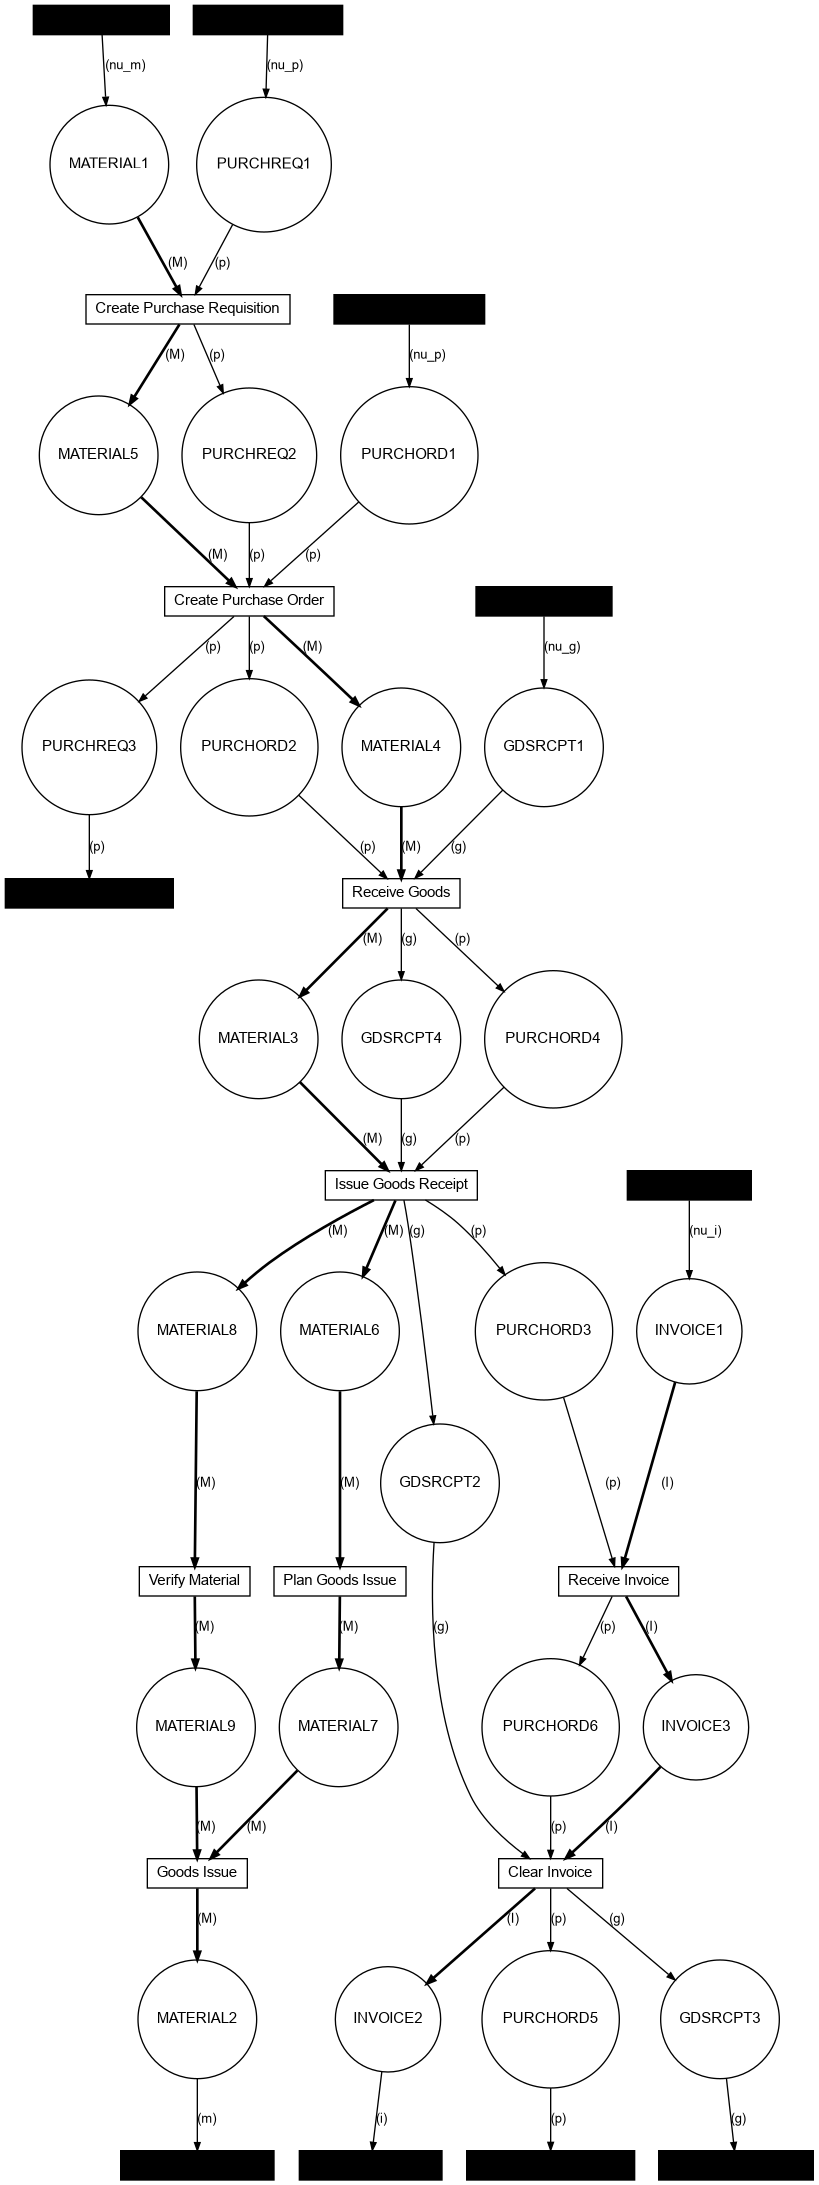 (nu_m)
(nu_p)
MATERIAL1
PURCHREQ1
(M)
(p)
Create Purchase Requisition
(M)
(p)
(nu_p)
MATERIAL5
PURCHREQ2
PURCHORD1
(M)
(p)
(p)
Create Purchase Order
(p)
(p)
(M)
(nu_g)
PURCHREQ3
PURCHORD2
MATERIAL4
GDSRCPT1
(p)
(p)
(M)
(g)
Receive Goods
(M)
(g)
(p)
MATERIAL3
GDSRCPT4
PURCHORD4
(M)
(g)
(p)
Issue Goods Receipt
(M)
(M)
(g)
(p)
(nu_i)
MATERIAL8
MATERIAL6
PURCHORD3
INVOICE1
GDSRCPT2
(M)
(M)
(p)
(I)
Verify Material
Plan Goods Issue
Receive Invoice
(M)
(M)
(g)
(p)
(I)
MATERIAL9
MATERIAL7
PURCHORD6
INVOICE3
(M)
(M)
(p)
(I)
Goods Issue
Clear Invoice
(M)
(I)
(p)
(g)
MATERIAL2
INVOICE2
PURCHORD5
GDSRCPT3
(m)
(i)
(p)
(g)